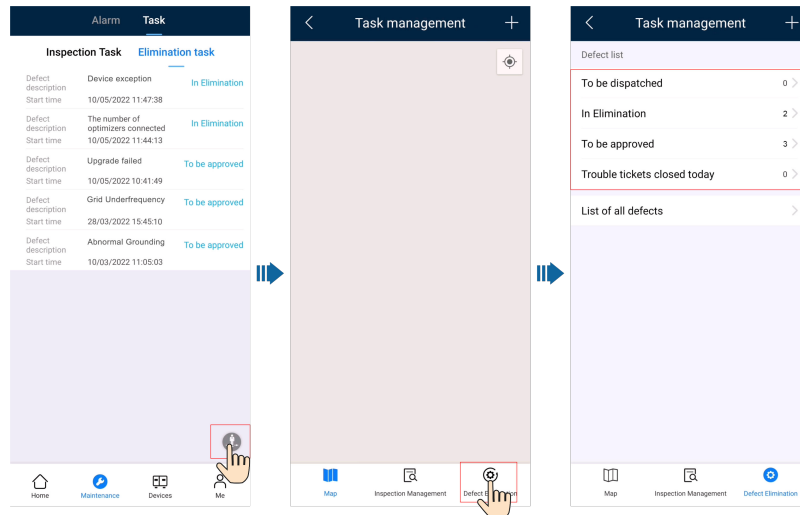 Alarm Task
Inspection Task Elimination task
Defect description Device exception In Elimination
Start time 10/05/2022 11:47:38
Defect description The number of optimizers connected In Elimination
Start time 10/05/2022 11:44:13
Defect description Upgrade failed To be approved
Start time 10/05/2022 10:41:49
Defect description Grid Underfrequency To be approved
Start time 28/03/2022 15:45:10
Defect description Abnormal Grounding To be approved
Start time 10/03/2022 11:05:03
Home Maintenance Devices Me
Task management
Map Inspection Management Defect
Task management
Defect list
To be dispatched 0
In Elimination 2
To be approved 3
Trouble tickets closed today 0
List of all defects
Map Inspection Management Defect Elimination